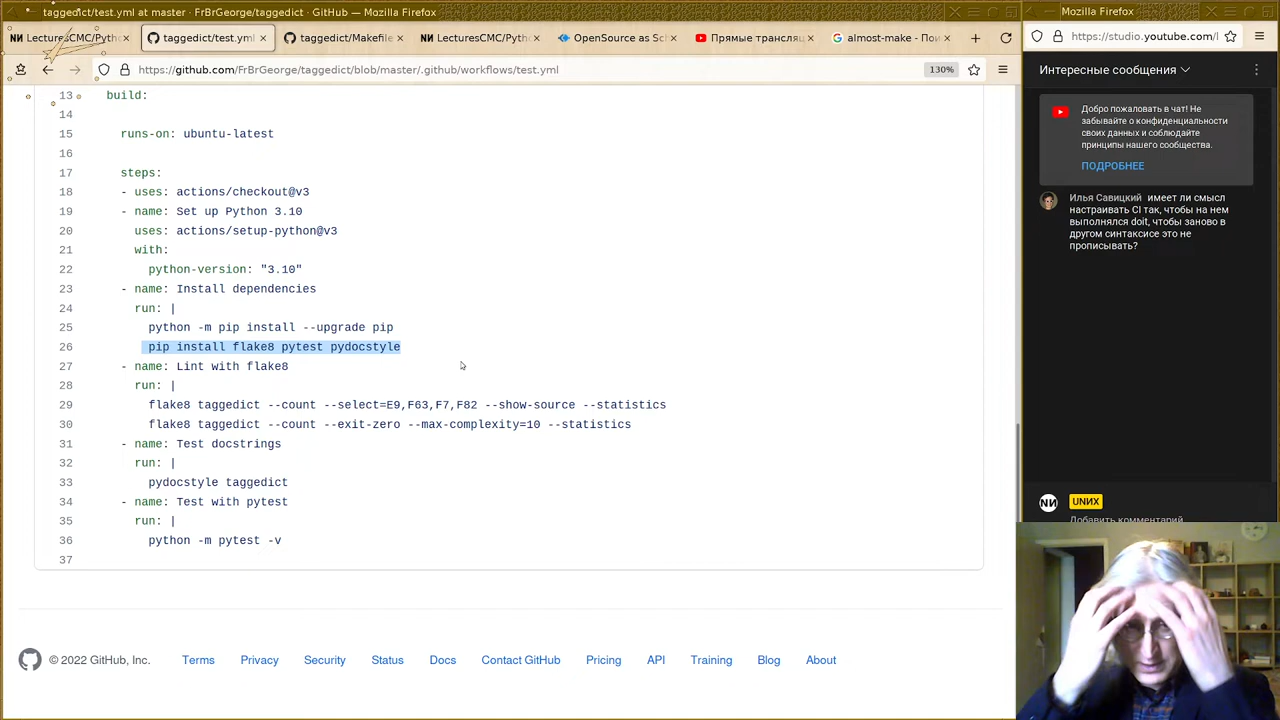 taggedict/test.yml at master · FrBrGeorge/taggedict · GitHub — Mozilla Firefox
LecturesCMC/Pytho
taggedict/test.yml
taggedict/Makefile
LecturesCMC/Pytho
OpenSource as Sci
Прямые трансляц
almost-make - Пои
https://github.com/FrBrGeorge/taggedict/blob/master/.github/workflows/test.yml
130%
13 build:
14
15 runs-on: ubuntu-latest
16
17 steps:
18 - uses: actions/checkout@v3
19 - name: Set up Python 3.10
20 uses: actions/setup-python@v3
21 with:
22 python-version: "3.10"
23 - name: Install dependencies
24 run: |
25 python -m pip install --upgrade pip
26 pip install flake8 pytest pydocstyle
27 - name: Lint with flake8
28 run: |
29 flake8 taggedict --count --select=E9,F63,F7,F82 --show-source --statistics
30 flake8 taggedict --count --exit-zero --max-complexity=10 --statistics
31 - name: Test docstrings
32 run: |
33 pydocstyle taggedict
34 - name: Test with pytest
35 run: |
36 python -m pytest -v
37
© 2022 GitHub, Inc.
Terms
Privacy
Security
Status
Docs
Contact GitHub
Pricing
API
Training
Blog
About
Mozilla Firefox
https://studio.youtube.com/l
Интересные сообщения
Добро пожаловать в чат! Не
забывайте о конфиденциальности
своих данных и соблюдайте
принципы нашего сообщества.
ПОДРОБНЕЕ
Илья Савицкий имеет ли смысл
настраивать CI так, чтобы на нем
выполнялся doit, чтобы заново в
другом синтаксисе это не
прописывать?
UNИX
Добавить комментарий